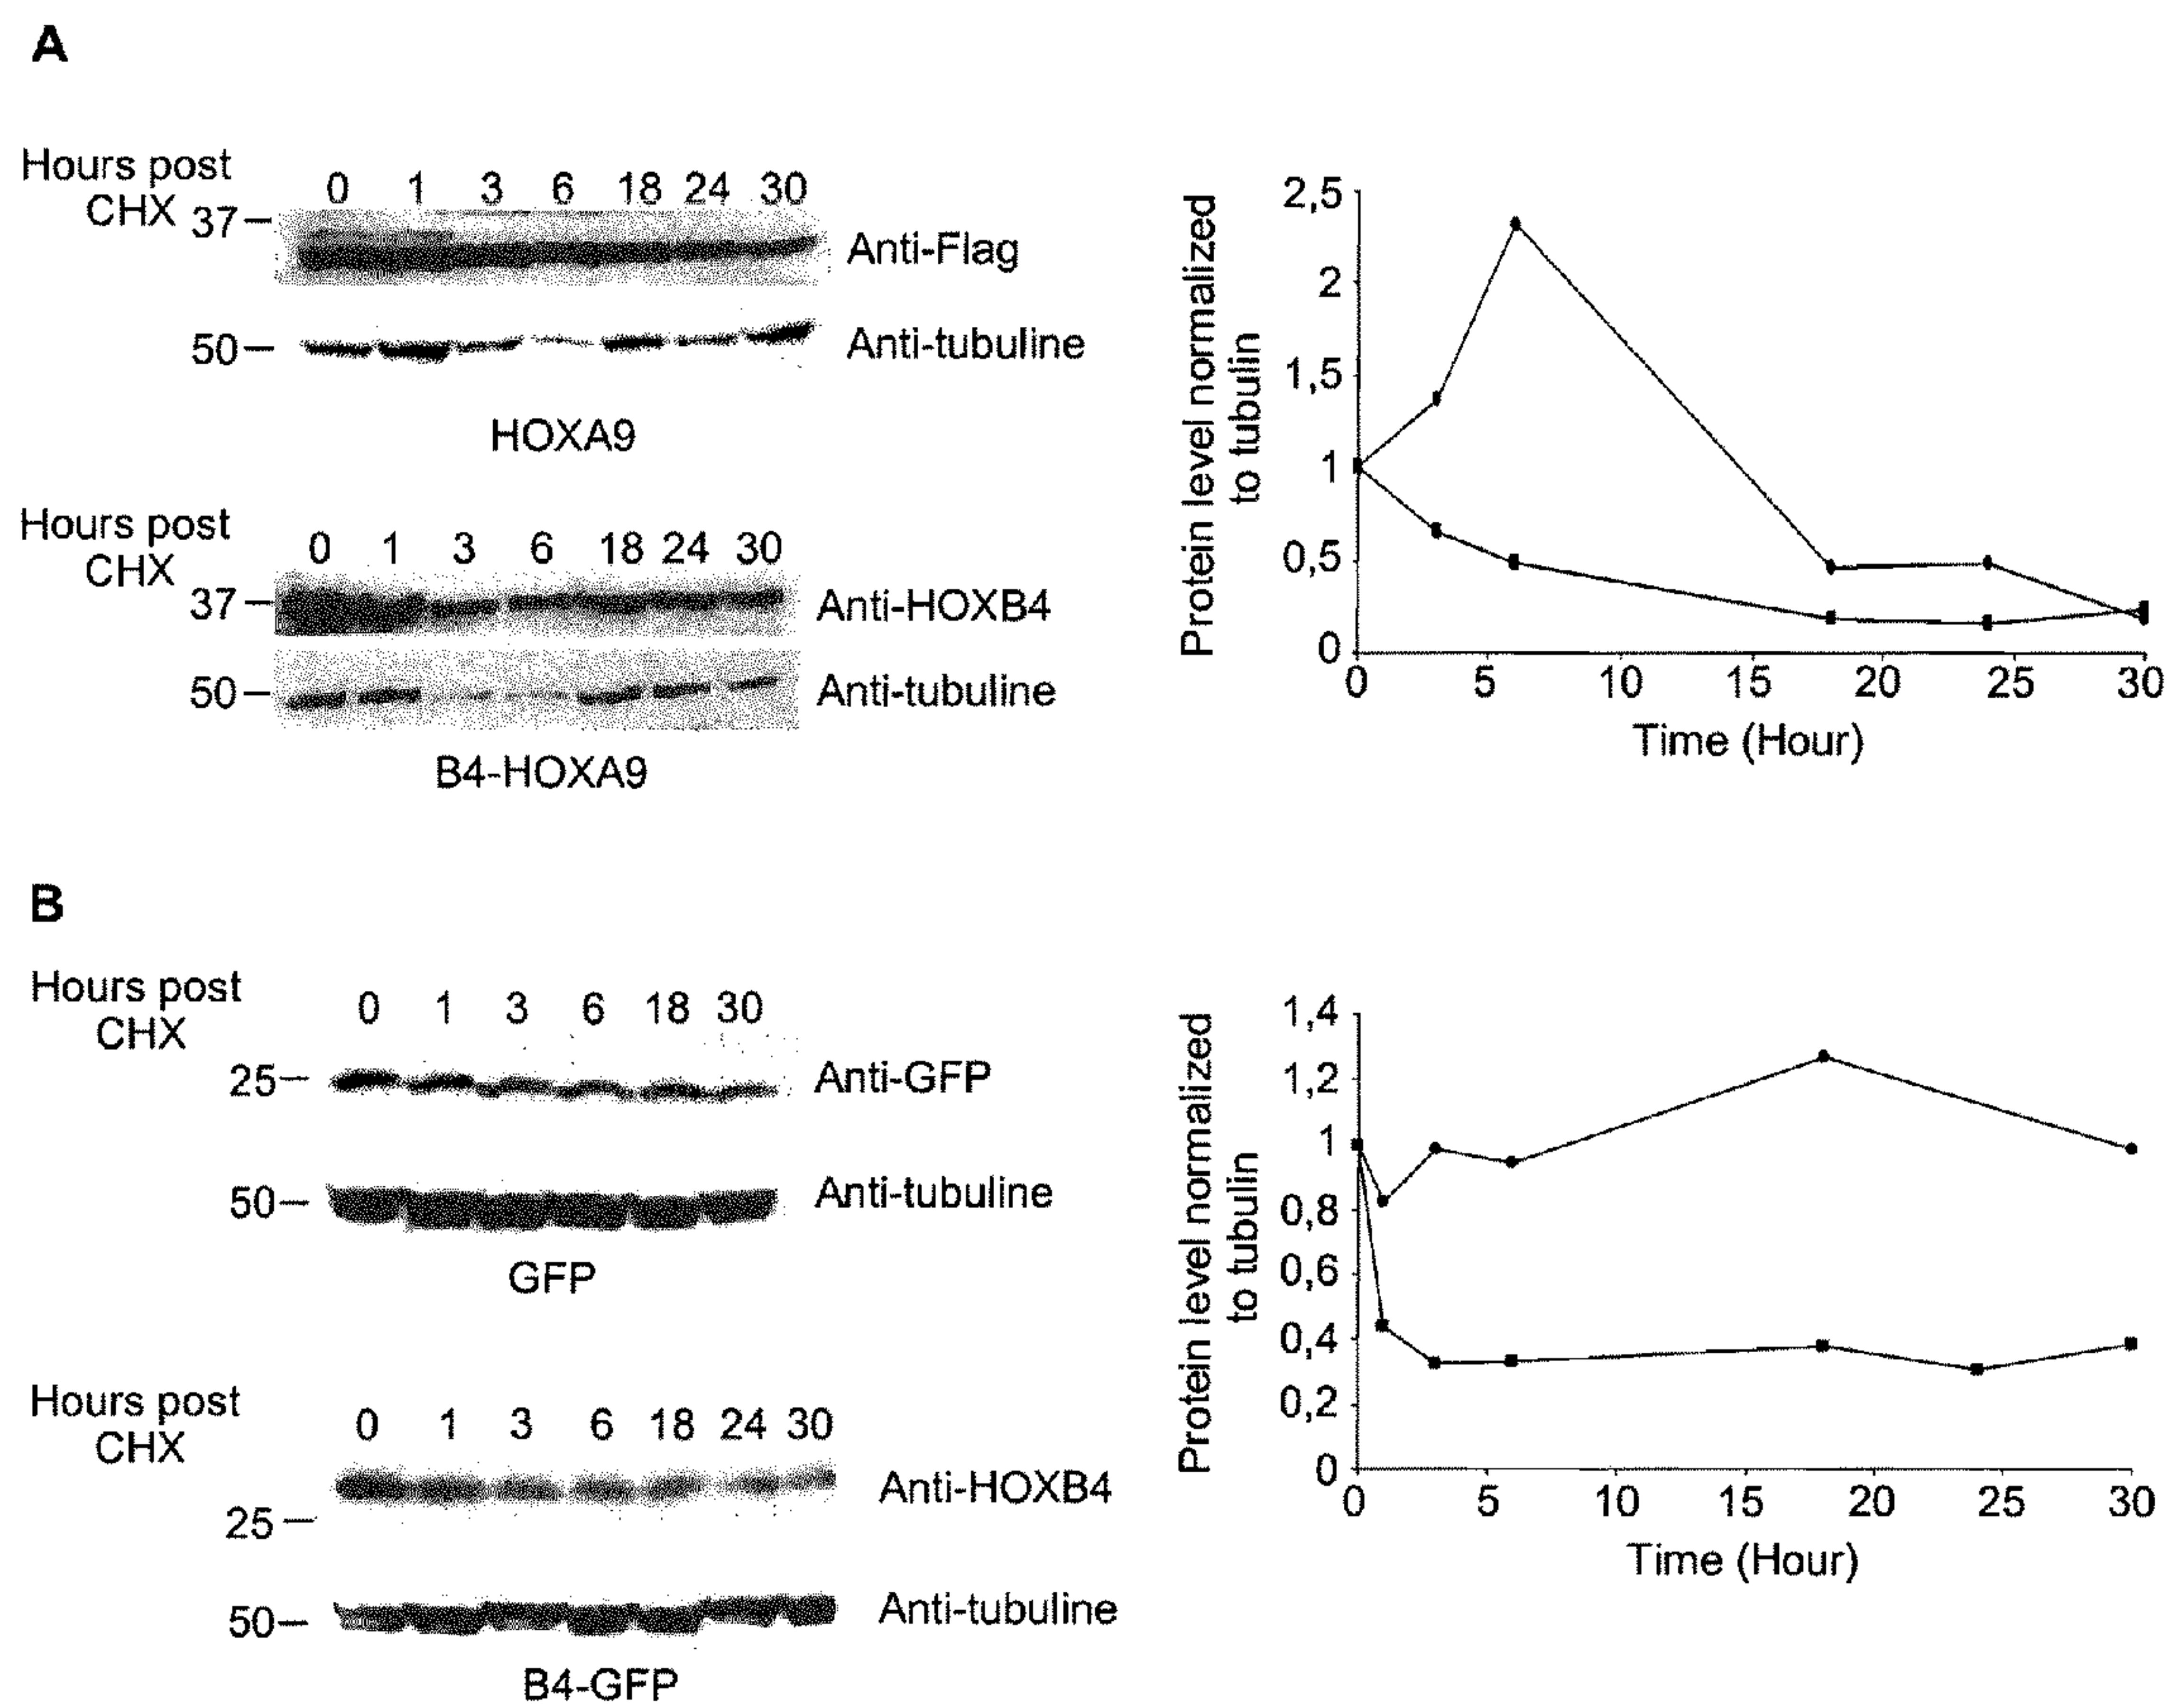 A
Hours post
CHX
0 1 3 6 18 24 30
37
Anti-Flag
50
Anti-tubuline
HOXA9
Hours post
CHX
0 1 3 6 18 24 30
37
Anti-HOXB4
50
Anti-tubuline
B4-HOXA9
Protein level normalized
to tubulin
2,5
2
1,5
1
0,5
0
0 5 10 15 20 25 30
Time (Hour)
B
Hours post
CHX
0 1 3 6 18 30
25
Anti-GFP
50
Anti-tubuline
GFP
Hours post
CHX
0 1 3 6 18 24 30
Anti-HOXB4
25
50
Anti-tubuline
B4-GFP
Protein level normalized
to tubulin
1,4
1,2
1
0,8
0,6
0,4
0,2
0
0 5 10 15 20 25 30
Time (Hour)